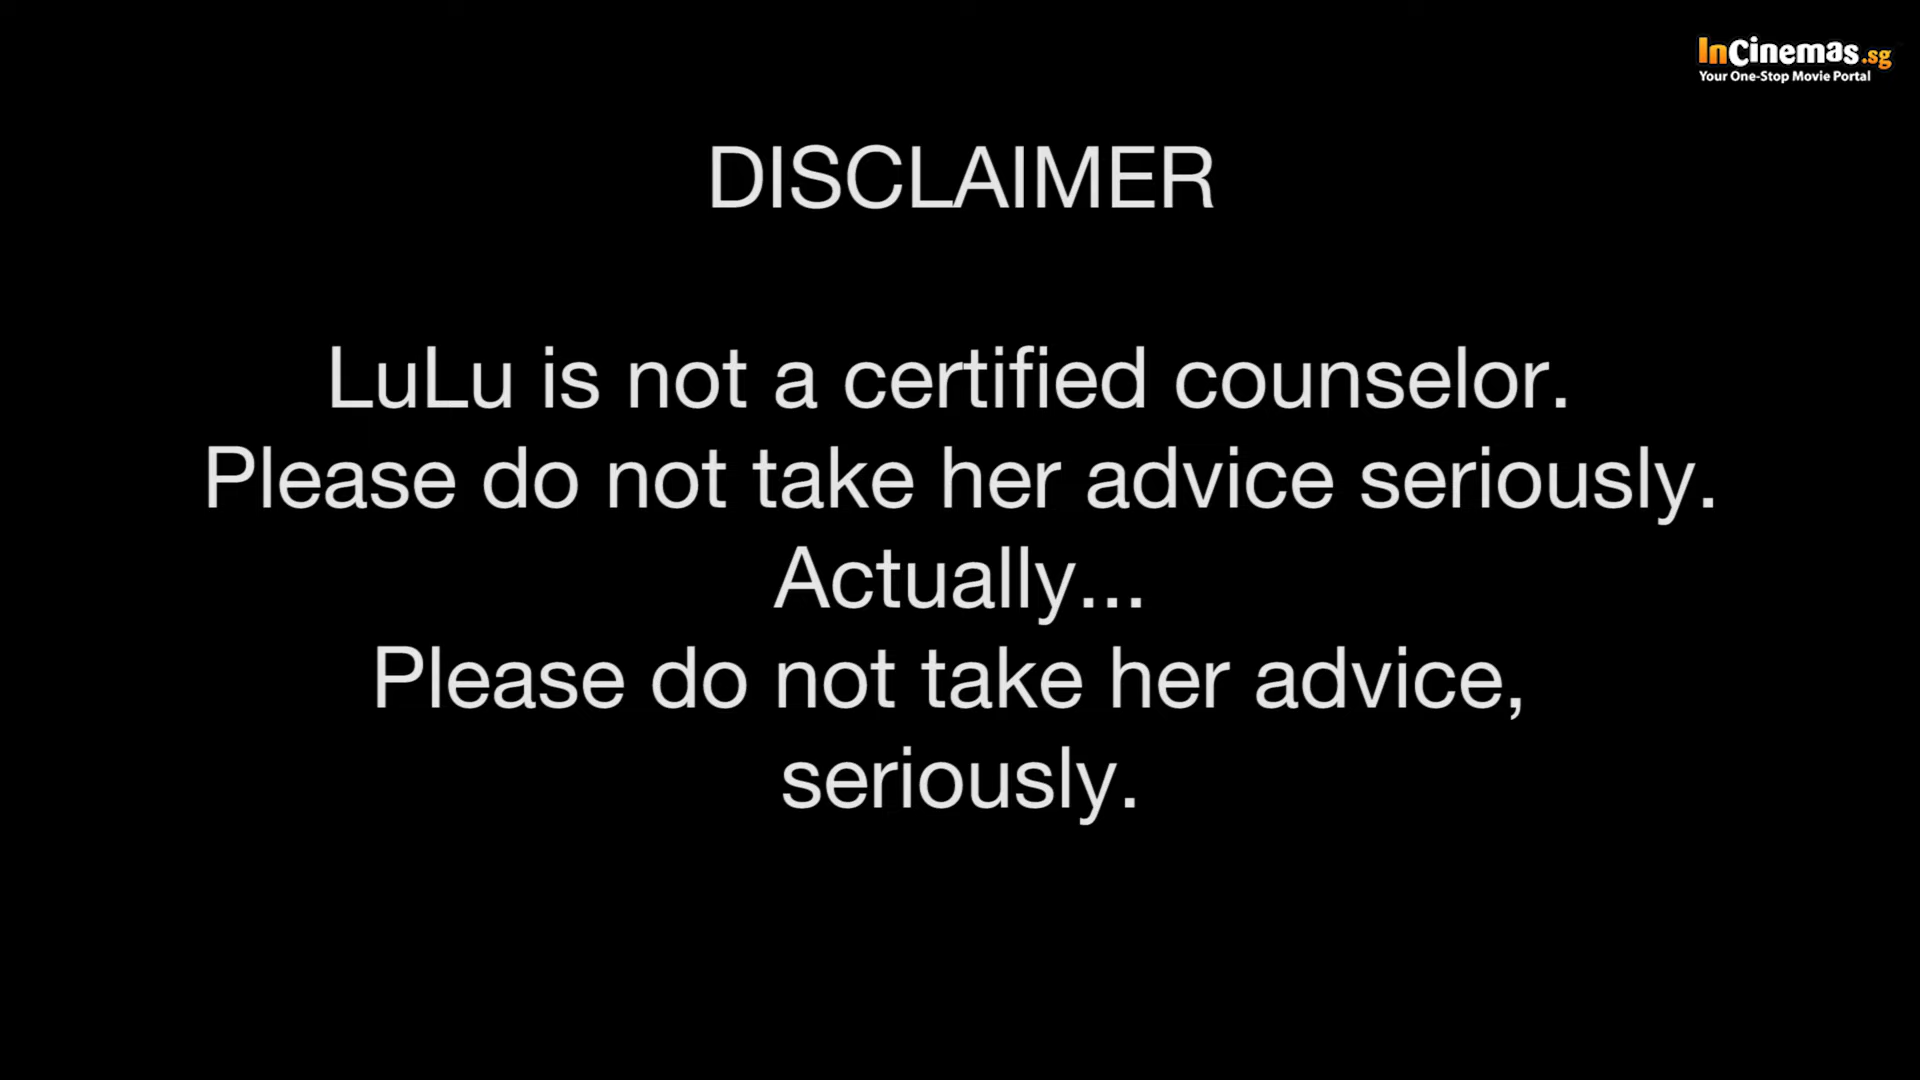 InCinemas.sg
Your One-Stop Movie Portal
DISCLAIMER
LuLu is not a certified counselor.
Please do not take her advice seriously.
Actually...
Please do not take her advice,
seriously.